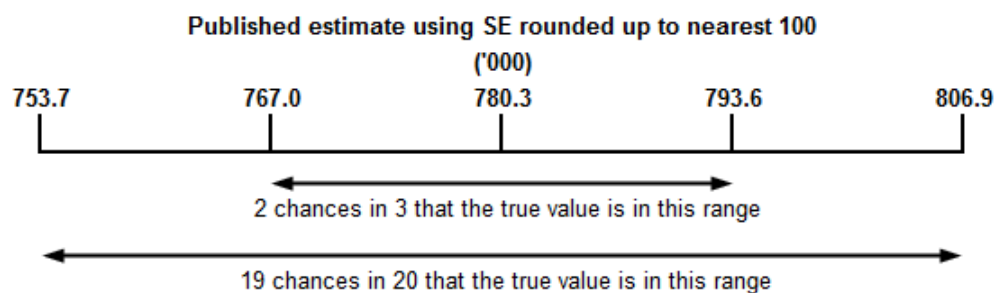 Published estimate using SE rounded up to nearest 100
('000)
753.7 767.0 780.3 793.6 806.9
2 chances in 3 that the true value is in this range
19 chances in 20 that the true value is in this range